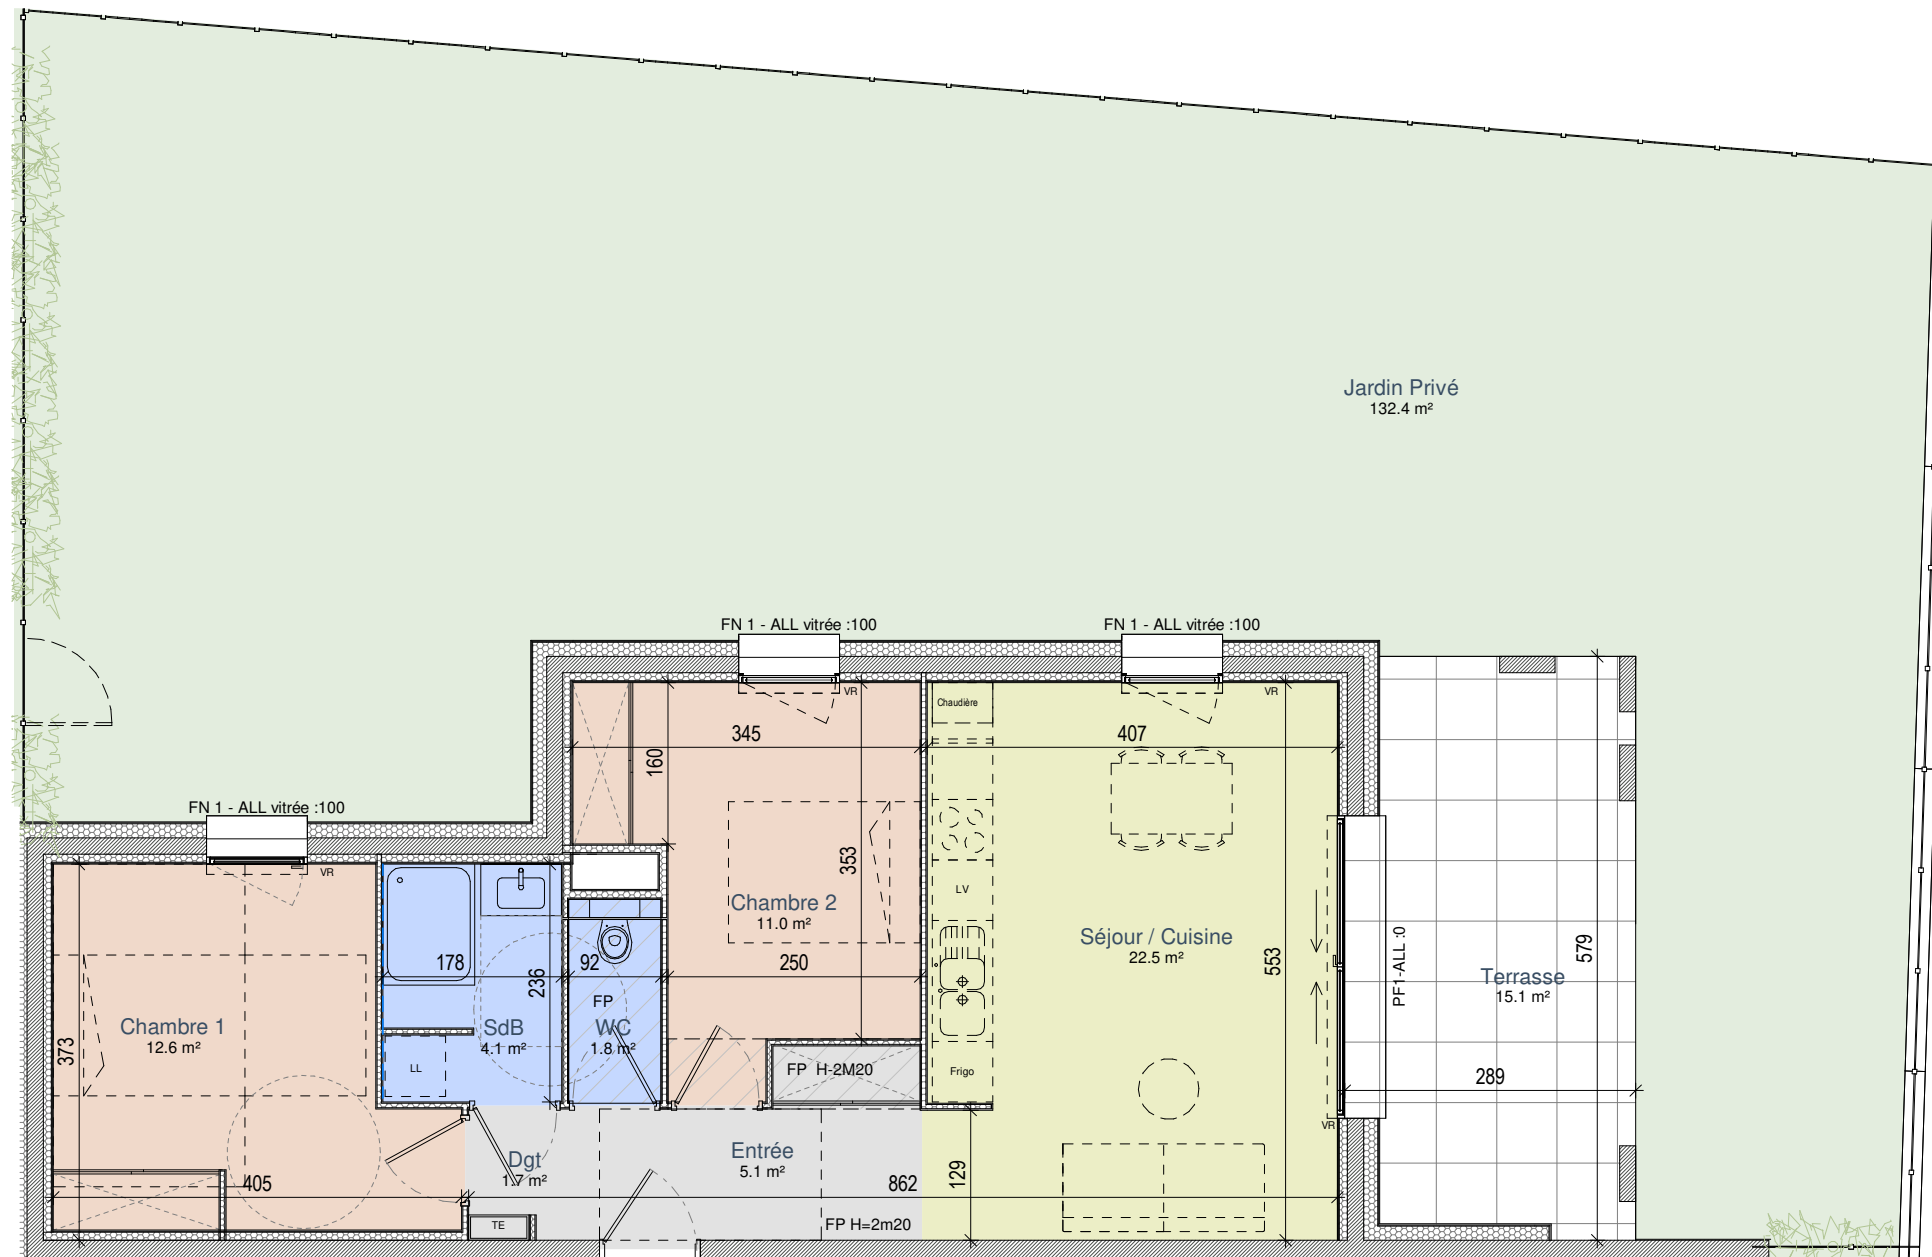 Jardin Privé
132.4 m²
FN 1 - ALL vitrée :100
FN 1 - ALL vitrée :100
VR
VR
Chaudière
345
407
160
FN 1 - ALL vitrée :100
VR
353
LV
Chambre 2
11.0 m²
Séjour / Cuisine
22.5 m²
553
PF1-ALL :0
579
Terrasse
15.1 m²
178
236
92
250
FP
Chambre 1
12.6 m²
373
SdB
4.1 m²
WC
1.8 m²
LL
FP H-2M20
Frigo
289
VR
Dgt
1.7 m²
Entrée
5.1 m²
129
405
862
TE
FP H=2m20